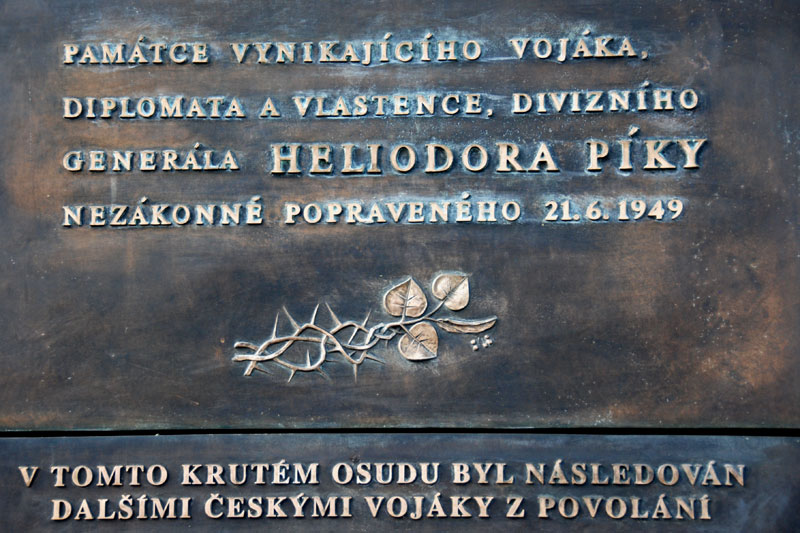 PAMÁTCE VYNIKAJÍCÍHO VOJÁKA,
DIPLOMATA A VLASTENCE, DIVIZNÍHO
GENERÁLA HELIODORA PÍKY
NEZÁKONNĚ POPRAVENÉHO 21.6.1949
V TOMTO KRUTÉM OSUDU BYL NÁSLEDOVÁN
DALŠÍMI ČESKÝMI VOJÁKY Z POVOLÁNÍ